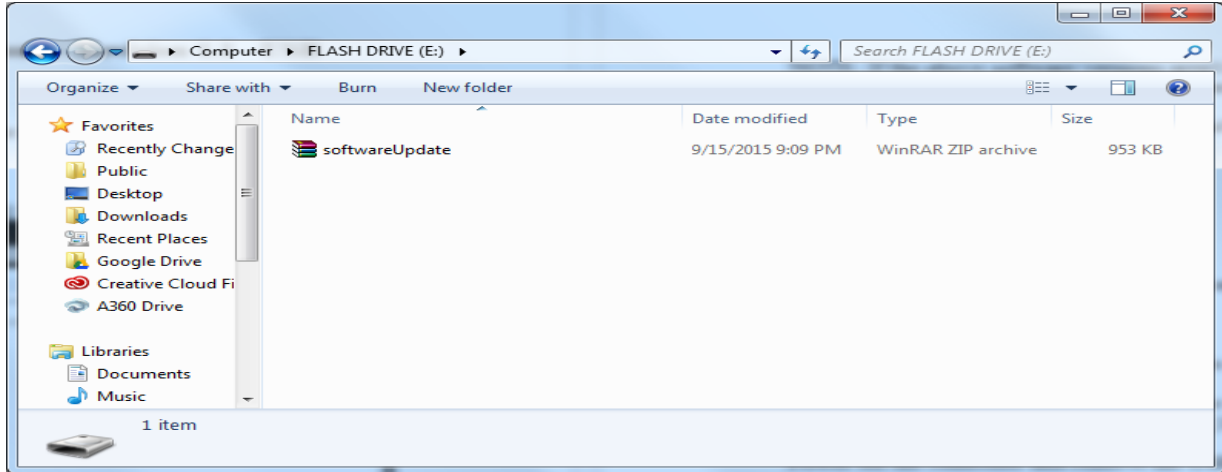 Computer ▸ FLASH DRIVE (E:) ▸
Search FLASH DRIVE (E:)
Organize Share with Burn New folder
Favorites
Recently Change
Public
Desktop
Downloads
Recent Places
Google Drive
Creative Cloud Fi
A360 Drive
Libraries
Documents
Music
Name Date modified Type Size
softwareUpdate 9/15/2015 9:09 PM WinRAR ZIP archive 953 KB
1 item